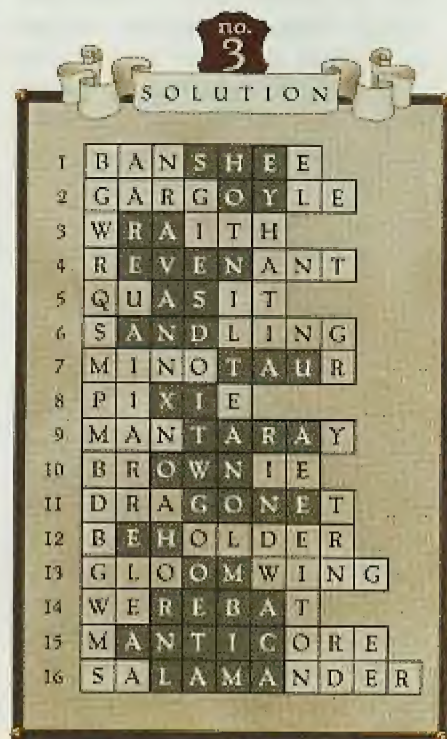 no.
3
SOLUTION
1 BANSHEE
2 GARGOYLE
3 WRAITH
4 REVENANT
5 QUASIT
6 SANDLING
7 MINOTAUR
8 PIXIE
9 MANTARAY
10 BROWNIE
11 DRAGONET
12 BEHOLDER
13 GLOOMWING
14 WEREBAT
15 MANTICORE
16 SALAMANDER